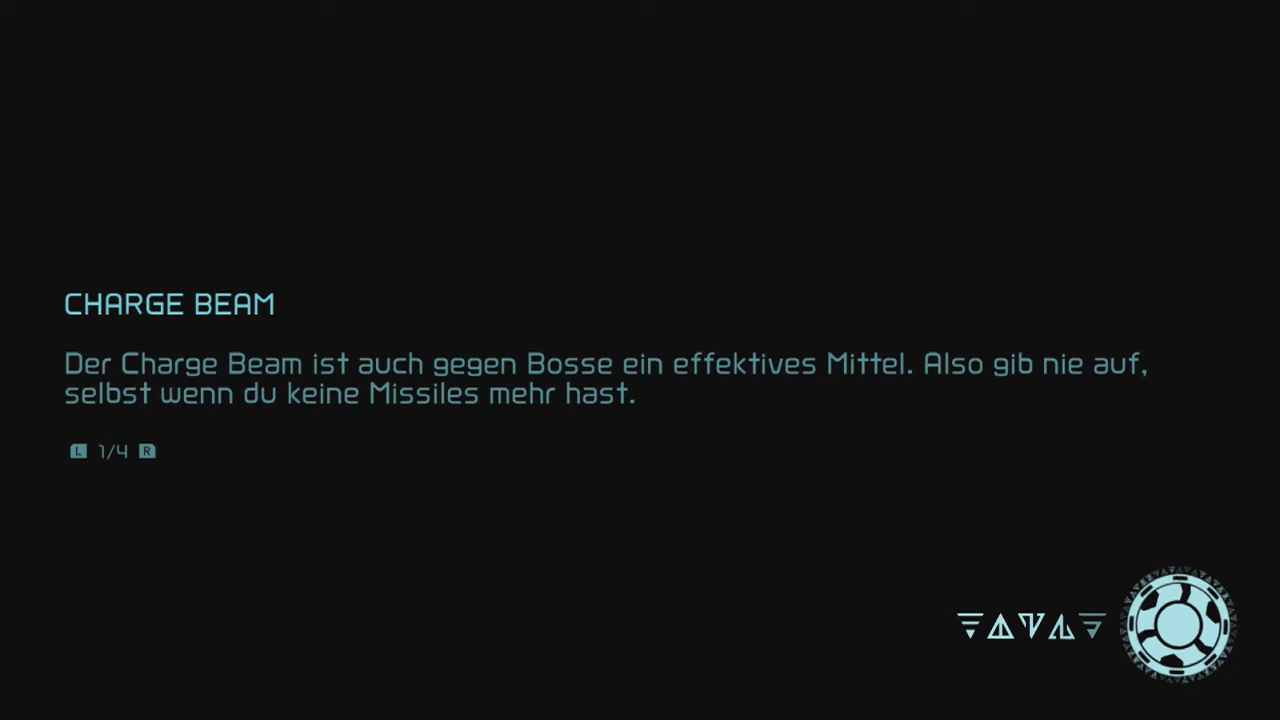 CHARGE BEAM
Der Charge Beam ist auch gegen Bosse ein effektives Mittel. Also gib nie auf,
selbst wenn du keine Missiles mehr hast.
L 1/4 R